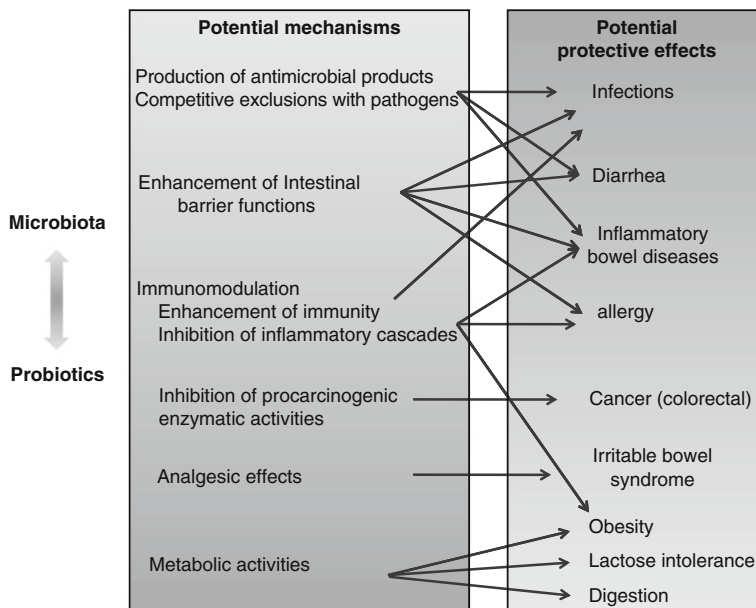 Potential mechanisms
Production of antimicrobial products
Competitive exclusions with pathogens
Enhancement of Intestinal
barrier functions
Immunomodulation
Enhancement of immunity
Inhibition of inflammatory cascades
Inhibition of procarcinogenic
enzymatic activities
Analgesic effects
Metabolic activities
Microbiota
Probiotics
Potential
protective effects
Infections
Diarrhea
Inflammatory
bowel diseases
allergy
Cancer (colorectal)
Irritable bowel
syndrome
Obesity
Lactose intolerance
Digestion